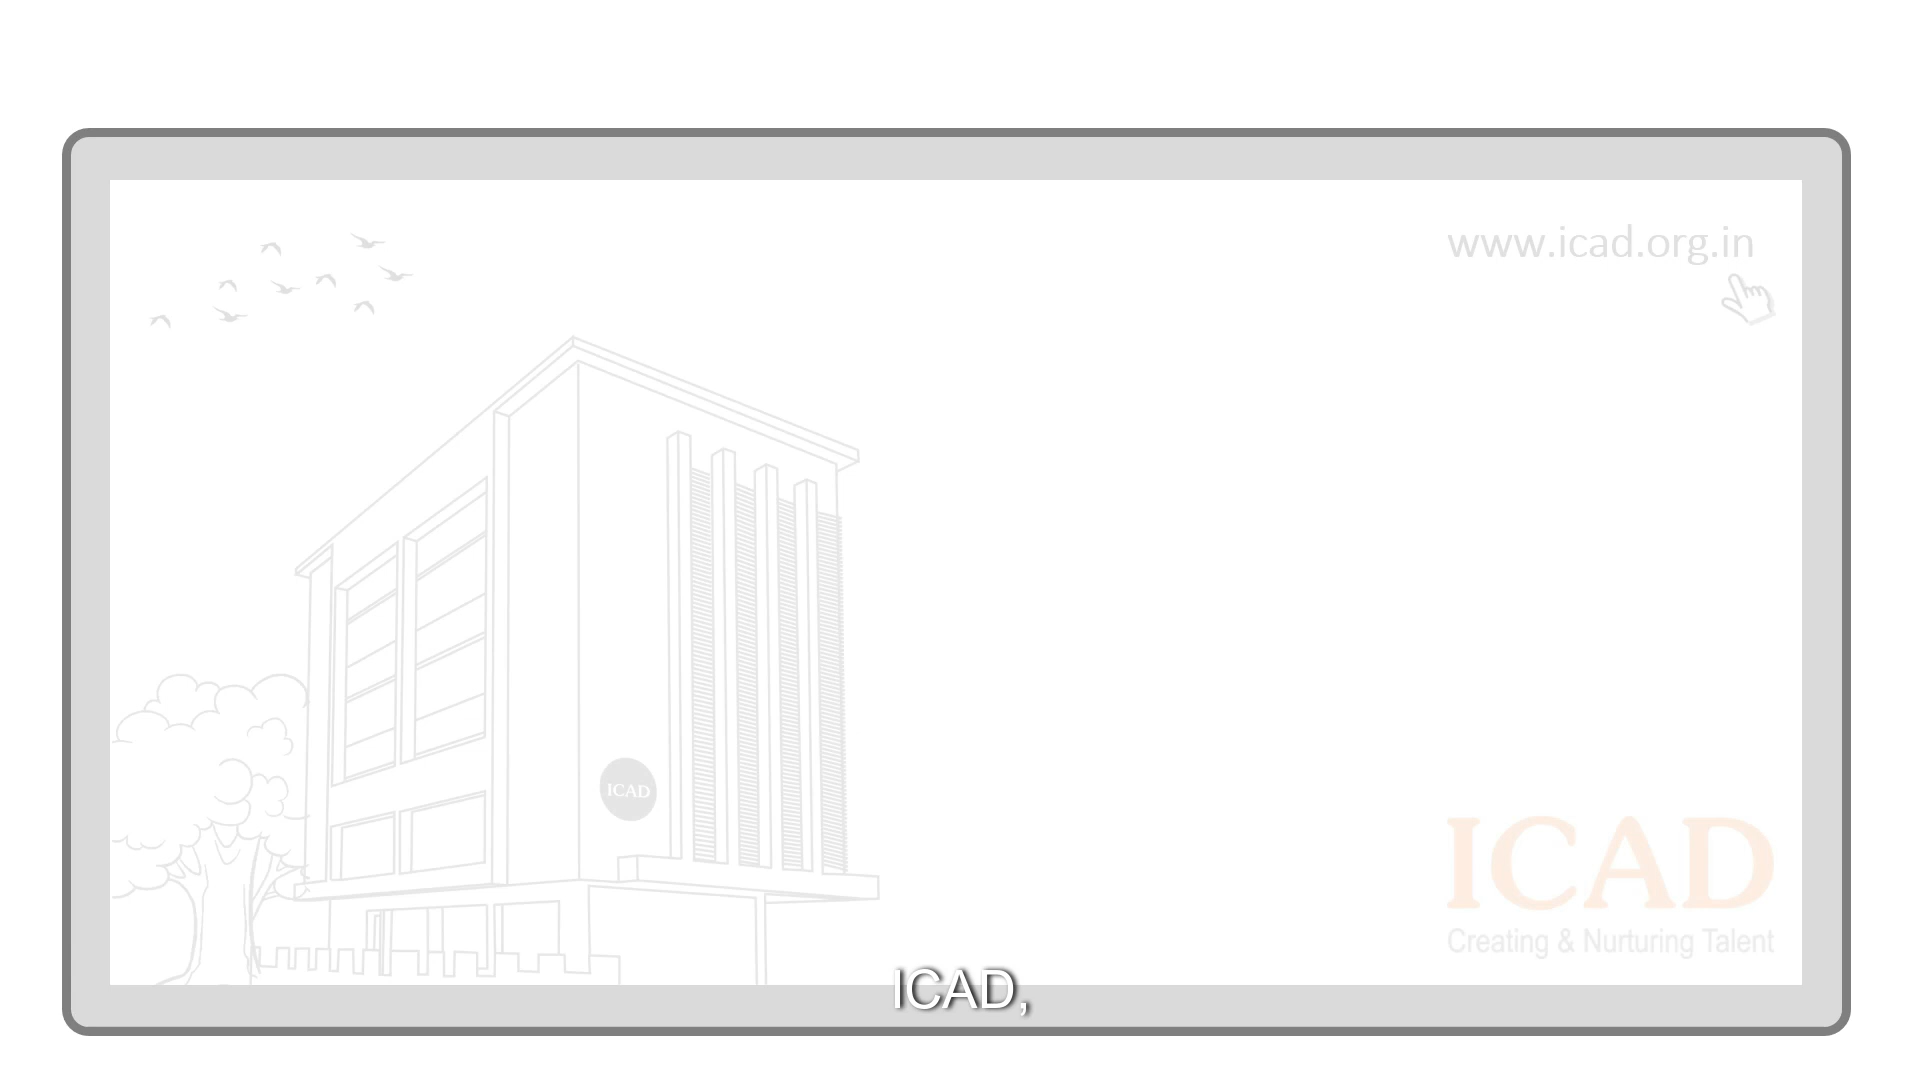 www.icad.org.in
ICAD
ICAD
Creating & Nurturing Talent
ICAD,